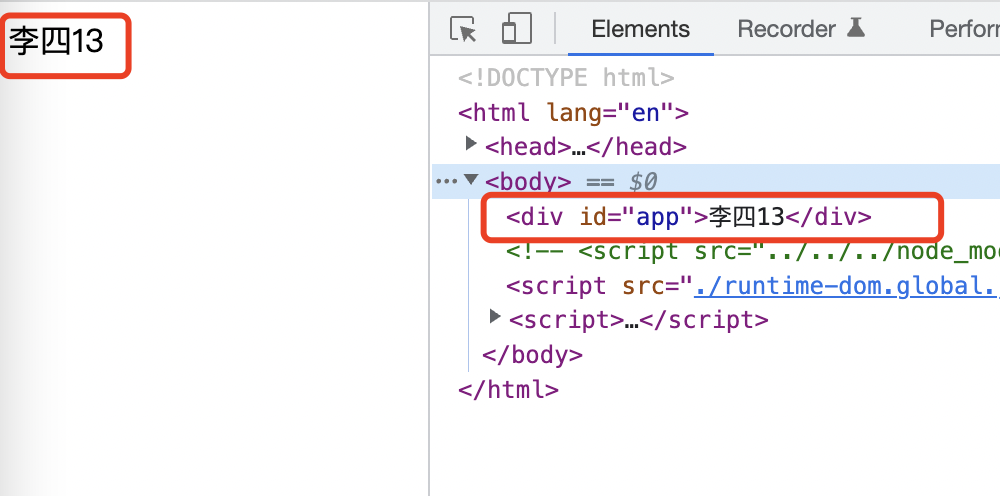 李四13
Elements Recorder Perform
<!DOCTYPE html>
<html lang="en">
<head>…</head>
<body> == $0
<div id="app">李四13</div>
<!-- <script src="../../../node_mo
<script src="./runtime-dom.global.
<script>…</script>
</body>
</html>